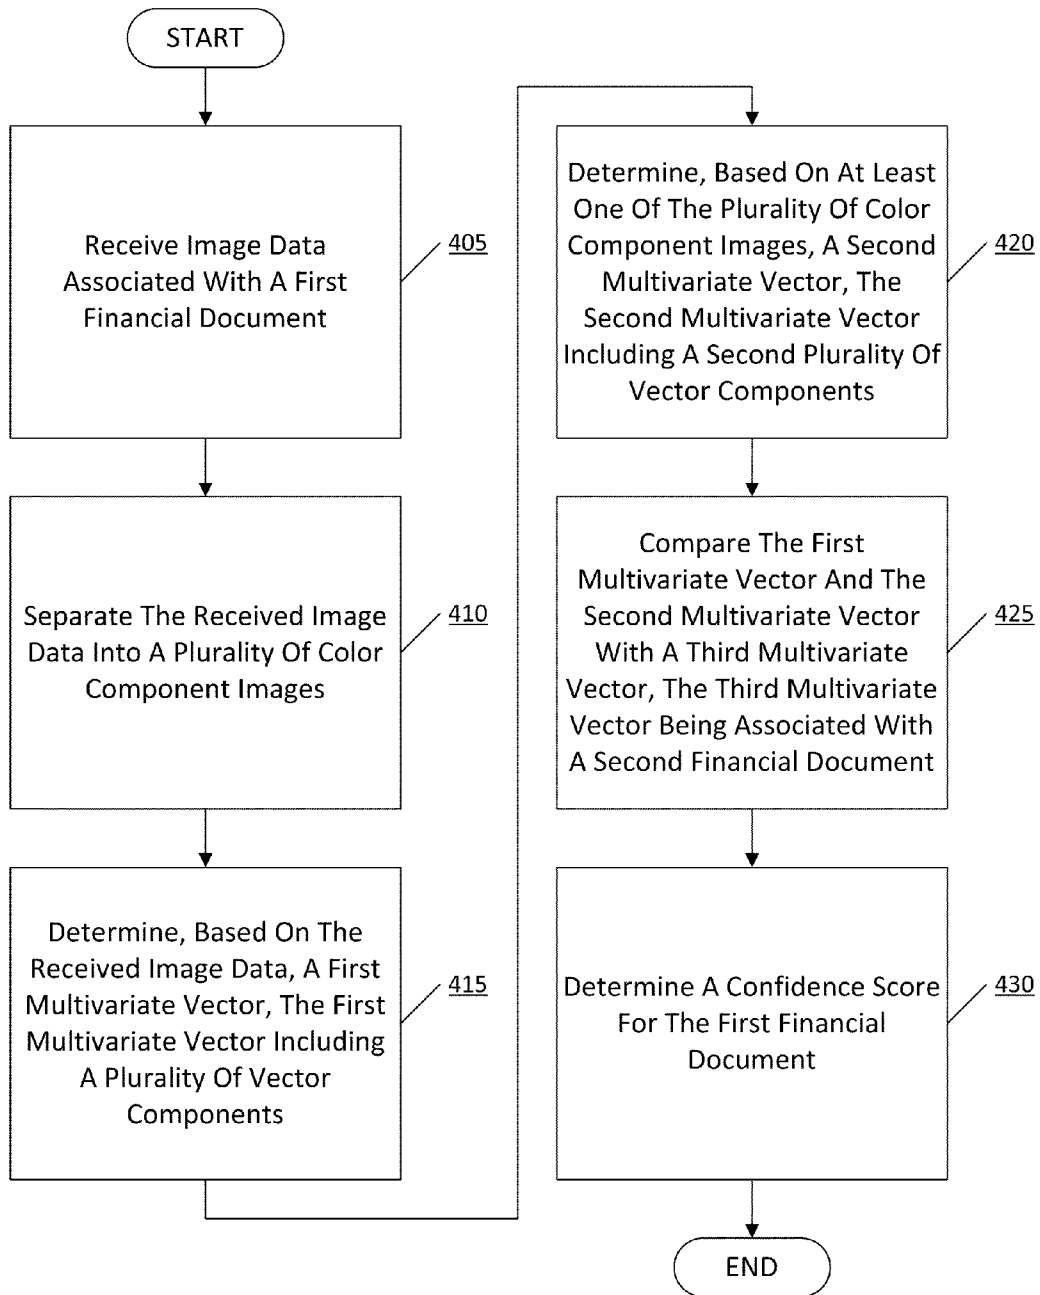 START
Receive Image Data
Associated With A First
Financial Document
405
Separate The Received Image
Data Into A Plurality Of Color
Component Images
410
Determine, Based On The
Received Image Data, A First
Multivariate Vector, The First
Multivariate Vector Including
A Plurality Of Vector
Components
415
Determine, Based On At Least
One Of The Plurality Of Color
Component Images, A Second
Multivariate Vector, The
Second Multivariate Vector
Including A Second Plurality Of
Vector Components
420
Compare The First
Multivariate Vector And The
Second Multivariate Vector
With A Third Multivariate
Vector, The Third Multivariate
Vector Being Associated With
A Second Financial Document
425
Determine A Confidence Score
For The First Financial
Document
430
END